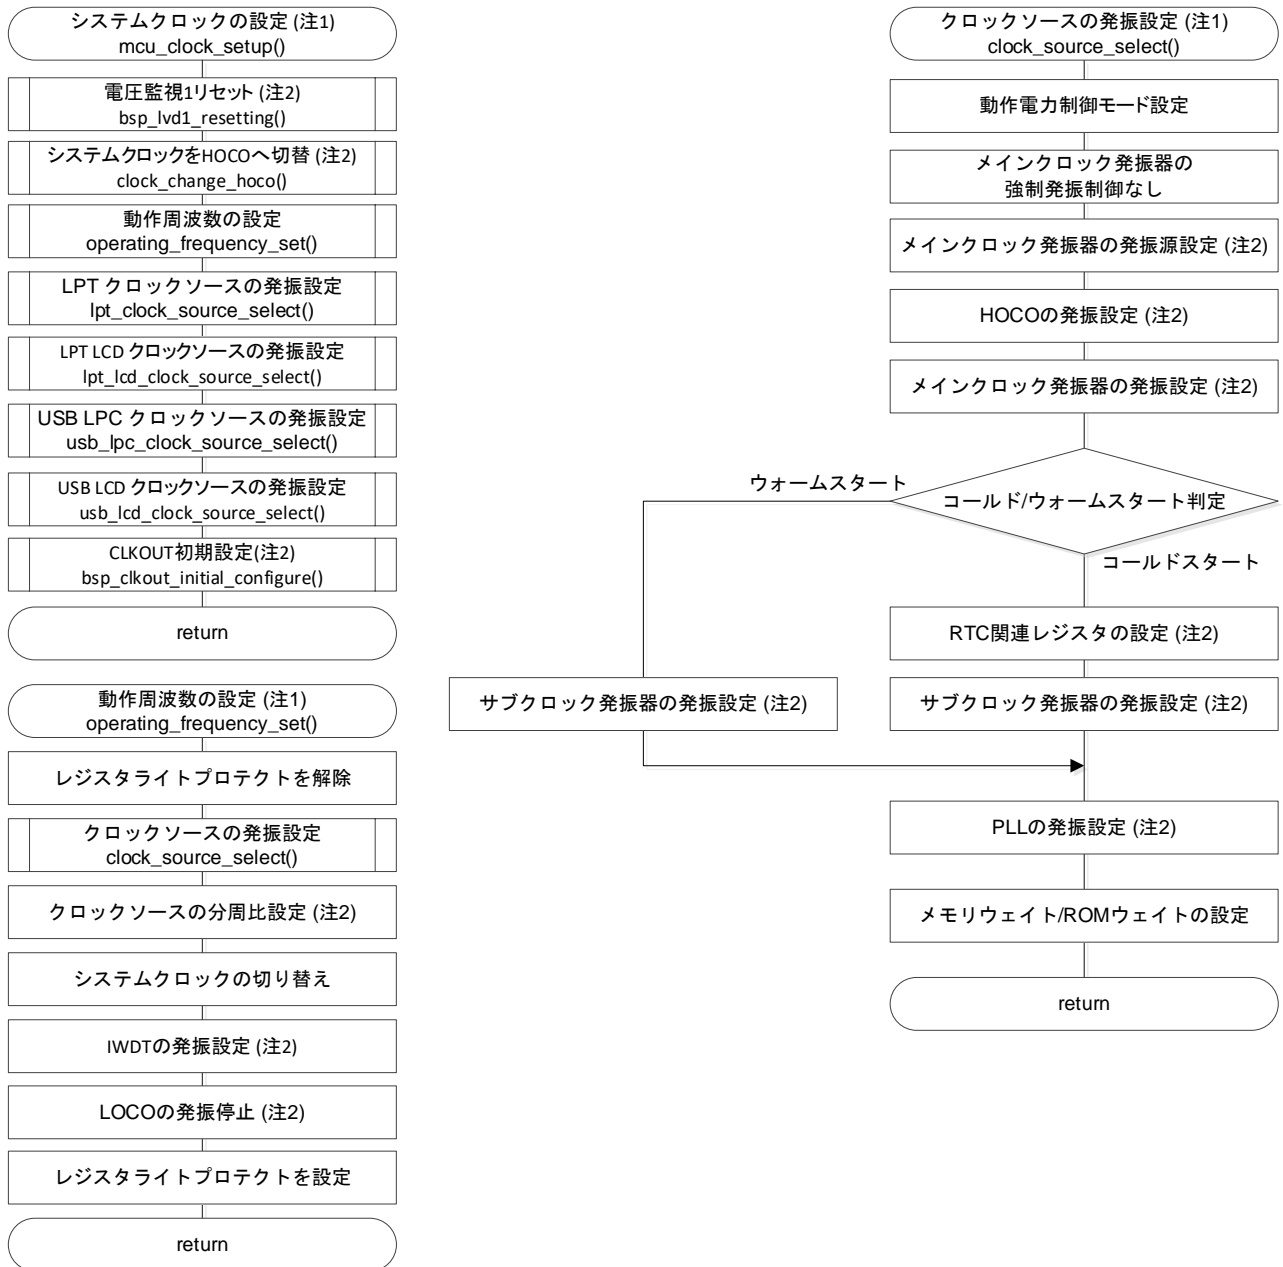 システムクロックの設定 (注1)
mcu_clock_setup()
電圧監視1リセット (注2)
bsp_lvd1_resetting()
システムクロックをHOCOへ切替 (注2)
clock_change_hoco()
動作周波数の設定
operating_frequency_set()
LPT クロックソースの発振設定
lpt_clock_source_select()
LPT LCD クロックソースの発振設定
lpt_lcd_clock_source_select()
USB LPC クロックソースの発振設定
usb_lpc_clock_source_select()
USB LCD クロックソースの発振設定
usb_lcd_clock_source_select()
CLKOUT初期設定(注2)
bsp_clkout_initial_configure()
return
動作周波数の設定 (注1)
operating_frequency_set()
レジスタライトプロテクトを解除
クロックソースの発振設定
clock_source_select()
クロックソースの分周比設定 (注2)
システムクロックの切り替え
IWDTの発振設定 (注2)
LOCOの発振停止 (注2)
レジスタライトプロテクトを設定
return
クロックソースの発振設定 (注1)
clock_source_select()
動作電力制御モード設定
メインクロック発振器の
強制発振制御なし
メインクロック発振器の発振源設定 (注2)
HOCOの発振設定 (注2)
メインクロック発振器の発振設定 (注2)
コールド/ウォームスタート判定
ウォームスタート
コールドスタート
RTC関連レジスタの設定 (注2)
サブクロック発振器の発振設定 (注2)
サブクロック発振器の発振設定 (注2)
PLLの発振設定 (注2)
メモリウェイト/ROMウェイトの設定
return